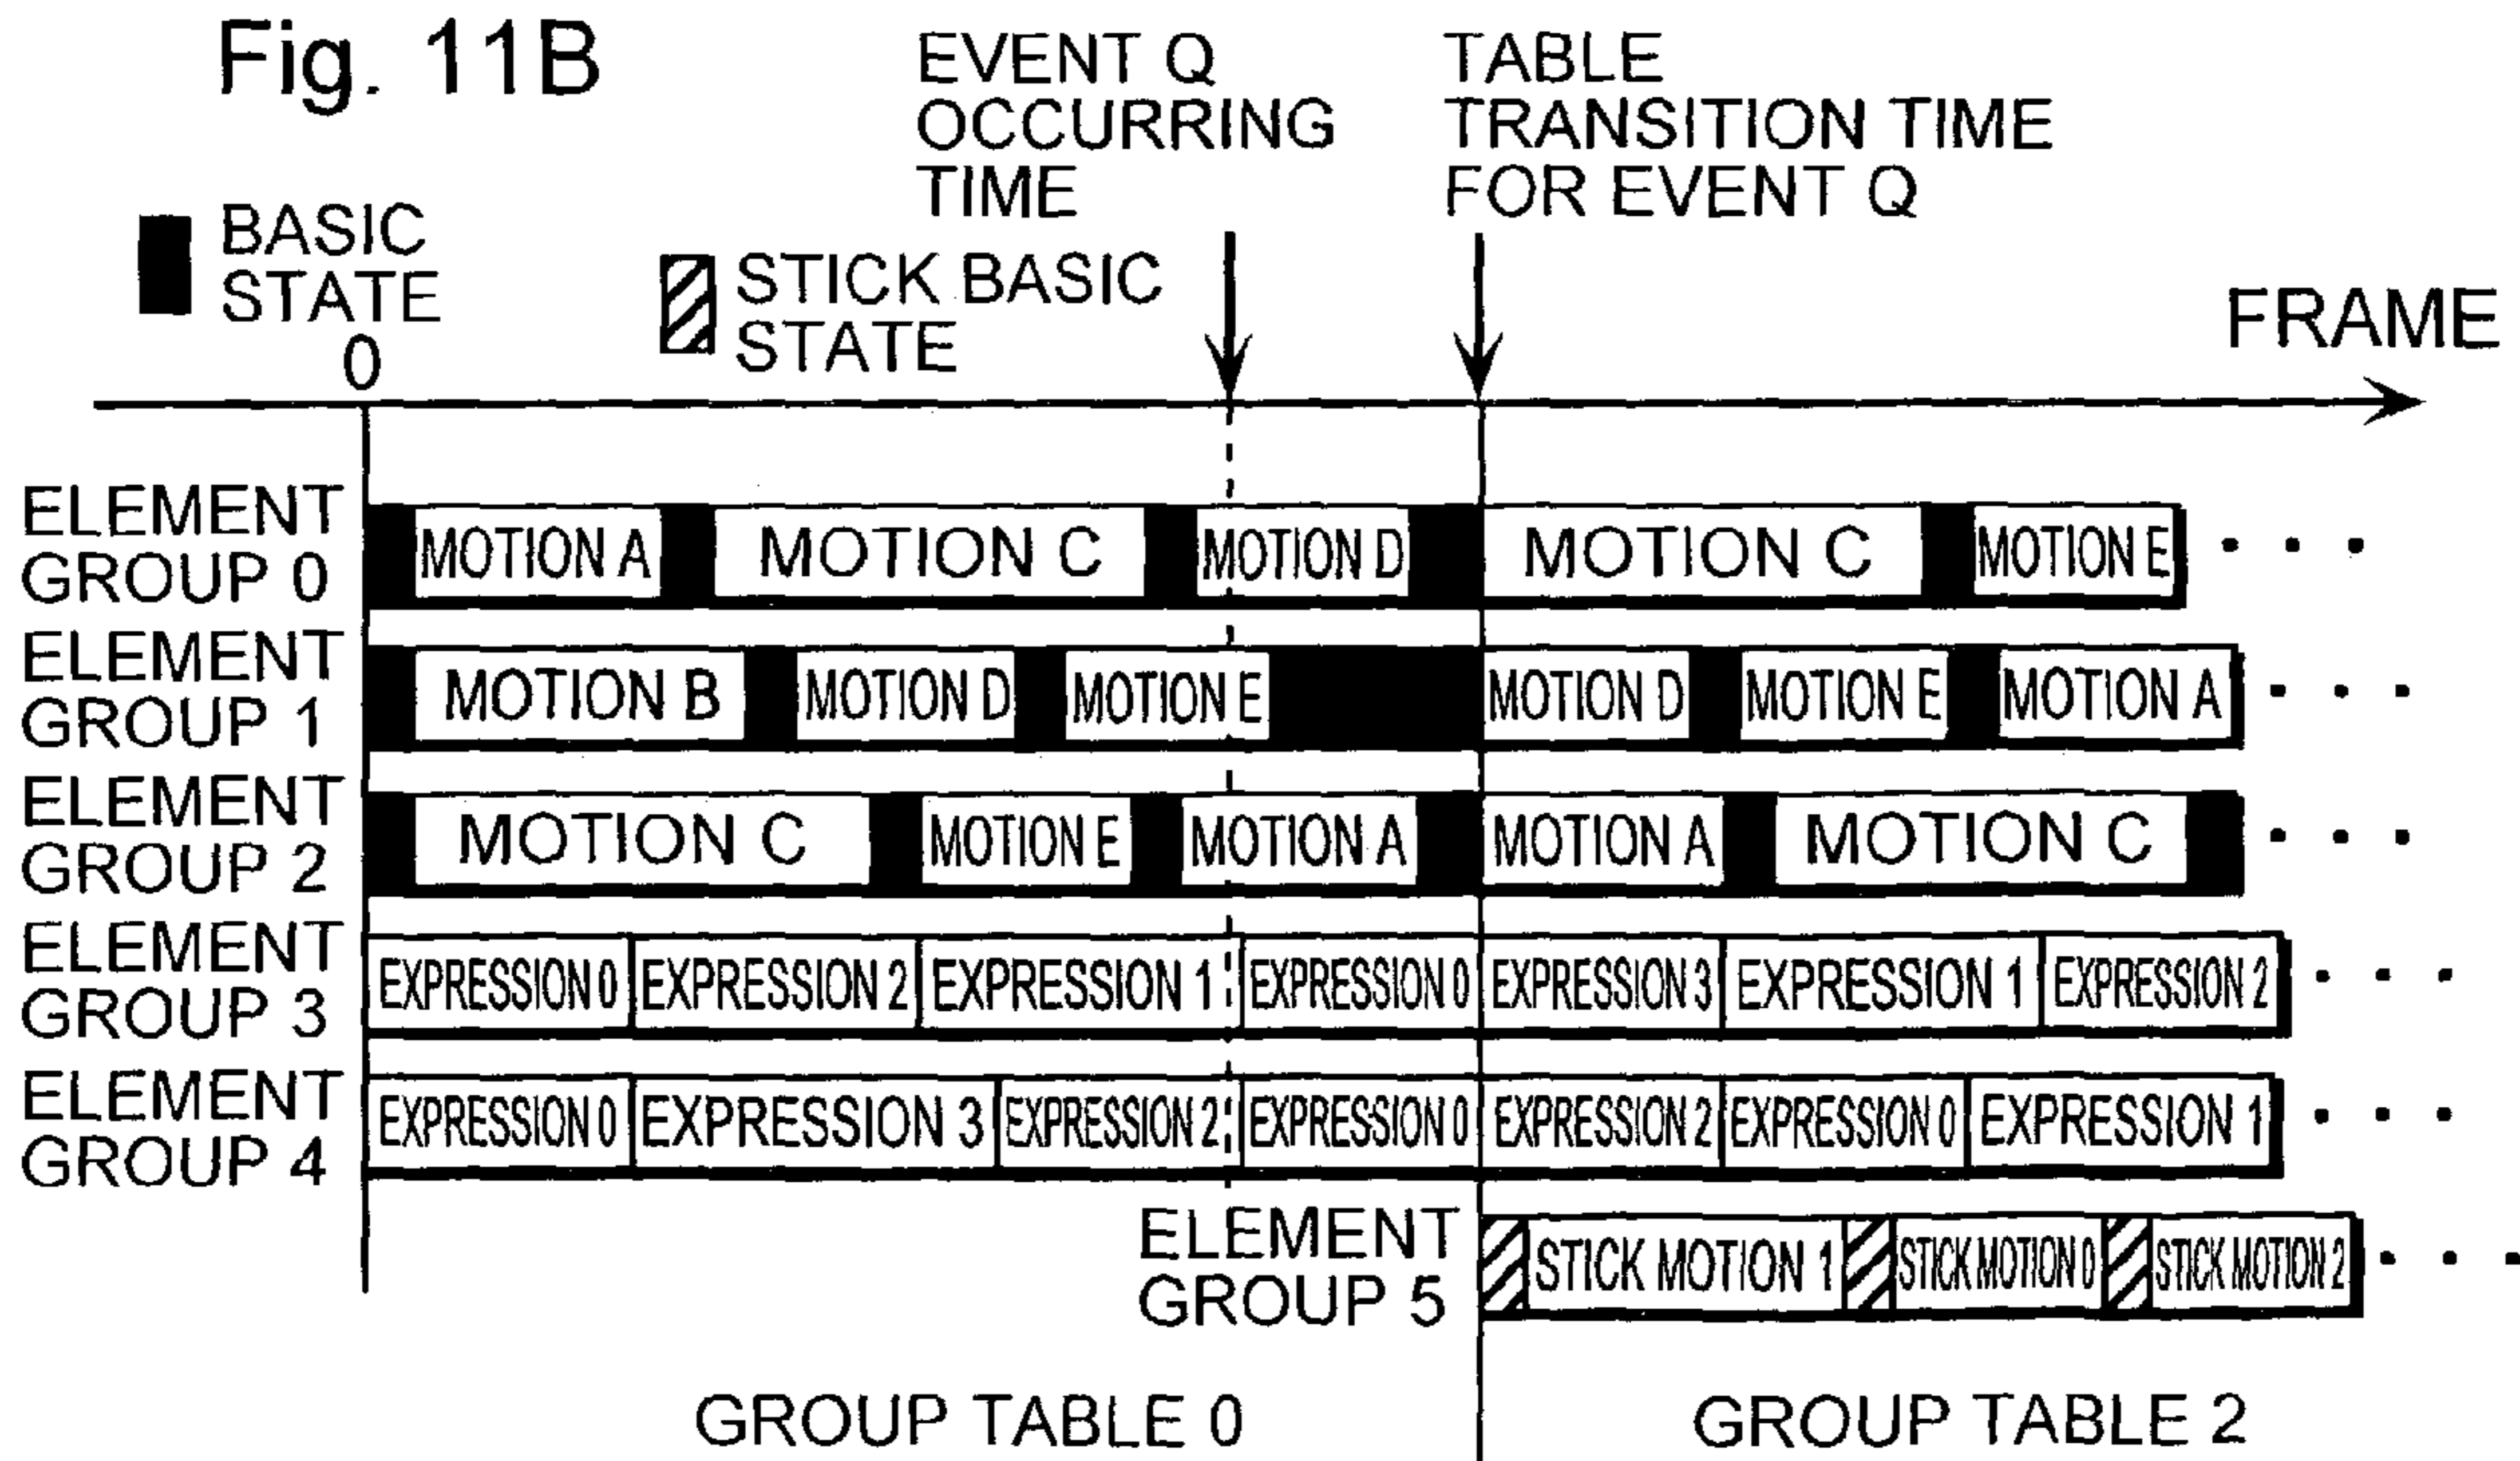 Fig. 11B
EVENT Q
OCCURRING
TIME
TABLE
TRANSITION TIME
FOR EVENT Q
BASIC
STATE
STICK BASIC
STATE
0
FRAME
ELEMENT
GROUP 0
MOTION A MOTION C MOTION D MOTION C MOTION E . . .
ELEMENT
GROUP 1
MOTION B MOTION D MOTION E MOTION D MOTION E MOTION A . . .
ELEMENT
GROUP 2
MOTION C MOTION E MOTION A MOTION A MOTION C . . .
ELEMENT
GROUP 3
EXPRESSION 0 EXPRESSION 2 EXPRESSION 1 EXPRESSION 0 EXPRESSION 3 EXPRESSION 1 EXPRESSION 2 . . .
ELEMENT
GROUP 4
EXPRESSION 0 EXPRESSION 3 EXPRESSION 2 EXPRESSION 0 EXPRESSION 2 EXPRESSION 0 EXPRESSION 1 . . .
ELEMENT
GROUP 5
STICK MOTION 1 STICK MOTION 0 STICK MOTION 2 . . .
GROUP TABLE 0 GROUP TABLE 2